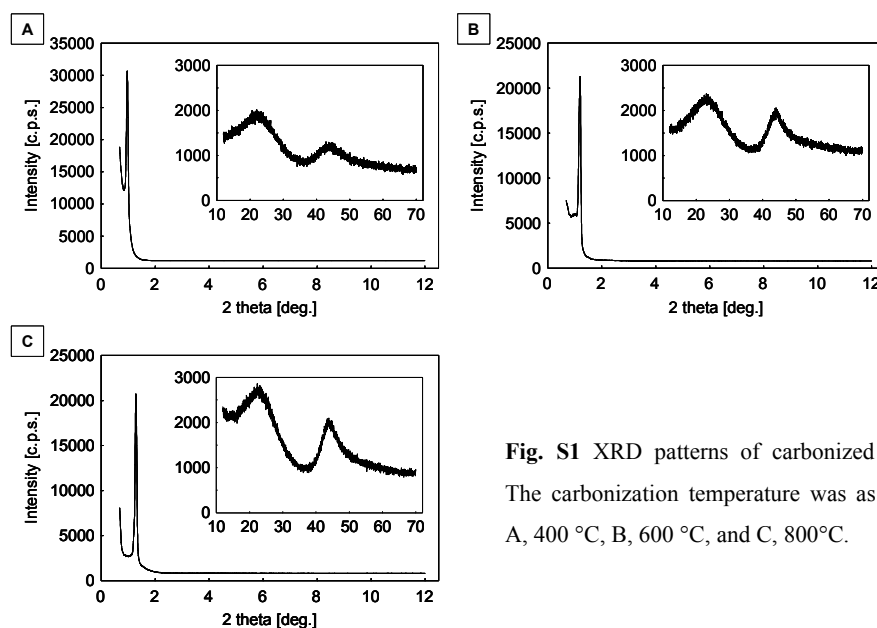 A
35000
30000
25000
20000
15000
10000
5000
0
Intensity [c.p.s.]
3000
2000
1000
0
10 20 30 40 50 60 70
0 2 4 6 8 10 12
2 theta [deg.]
B
25000
20000
15000
10000
5000
0
Intensity [c.p.s.]
3000
2000
1000
0
10 20 30 40 50 60 70
0 2 4 6 8 10 12
2 theta [deg.]
C
25000
20000
15000
10000
5000
0
Intensity [c.p.s.]
3000
2000
1000
0
10 20 30 40 50 60 70
0 2 4 6 8 10 12
2 theta [deg.]
Fig. S1 XRD patterns of carbonized
The carbonization temperature was as
A, 400 °C, B, 600 °C, and C, 800°C.